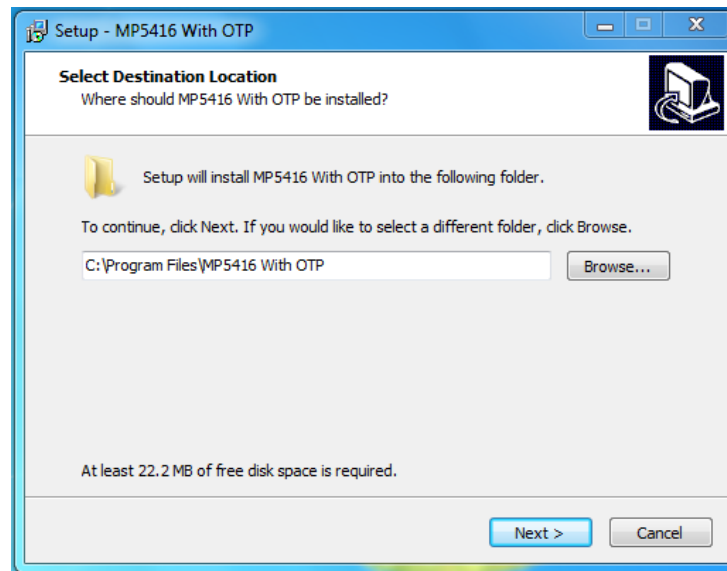 Setup - MP5416 With OTP
Select Destination Location
Where should MP5416 With OTP be installed?
Setup will install MP5416 With OTP into the following folder.
To continue, click Next. If you would like to select a different folder, click Browse.
C:\Program Files\MP5416 With OTP
Browse...
At least 22.2 MB of free disk space is required.
Next >
Cancel